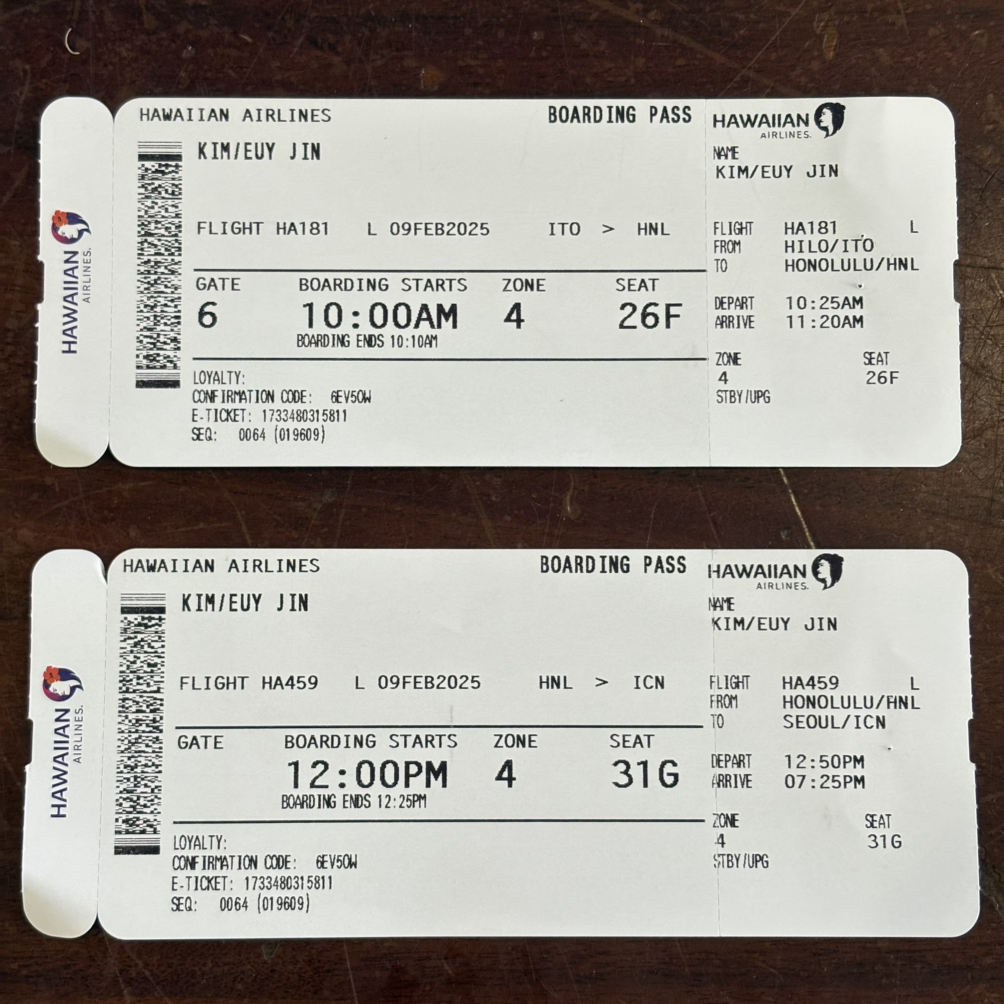 HAWAIIAN AIRLINES.
HAWAIIAN AIRLINES
BOARDING PASS
KIM/EUY JIN
FLIGHT HA181 L 09FEB2025 ITO > HNL
GATE BOARDING STARTS ZONE SEAT
6 10:00AM 4 26F
BOARDING ENDS 10:10AM
LOYALTY:
CONFIRMATION CODE: 6EV5OW
E-TICKET: 1733480315811
SEQ: 0064 (019609)
HAWAIIAN
AIRLINES.
NAME
KIM/EUY JIN
FLIGHT HA181 L
FROM HILO/ITO
TO HONOLULU/HNL
DEPART 10:25AM
ARRIVE 11:20AM
ZONE SEAT
4 26F
STBY/UPG
HAWAIIAN AIRLINES.
HAWAIIAN AIRLINES
BOARDING PASS
KIM/EUY JIN
FLIGHT HA459 L 09FEB2025 HNL > ICN
GATE BOARDING STARTS ZONE SEAT
12:00PM 4 31G
BOARDING ENDS 12:25PM
LOYALTY:
CONFIRMATION CODE: 6EV5OW
E-TICKET: 1733480315811
SEQ: 0064 (019609)
HAWAIIAN
AIRLINES.
NAME
KIM/EUY JIN
FLIGHT HA459 L
FROM HONOLULU/HNL
TO SEOUL/ICN
DEPART 12:50PM
ARRIVE 07:25PM
ZONE SEAT
4 31G
STBY/UPG